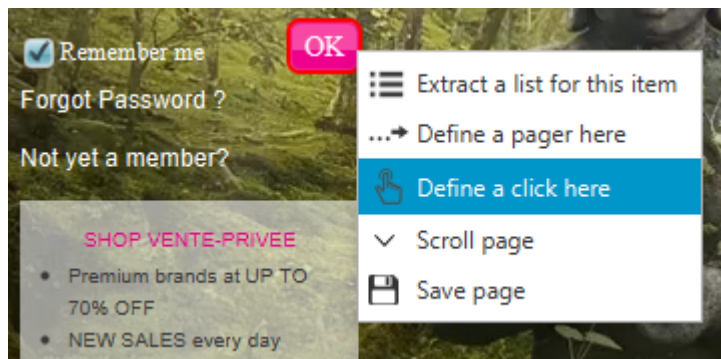 Remember me
OK
Forgot Password ?
Not yet a member?
SHOP VENTE-PRIVEE
• Premium brands at UP TO
70% OFF
• NEW SALES every day
Extract a list for this item
Define a pager here
Define a click here
Scroll page
Save page